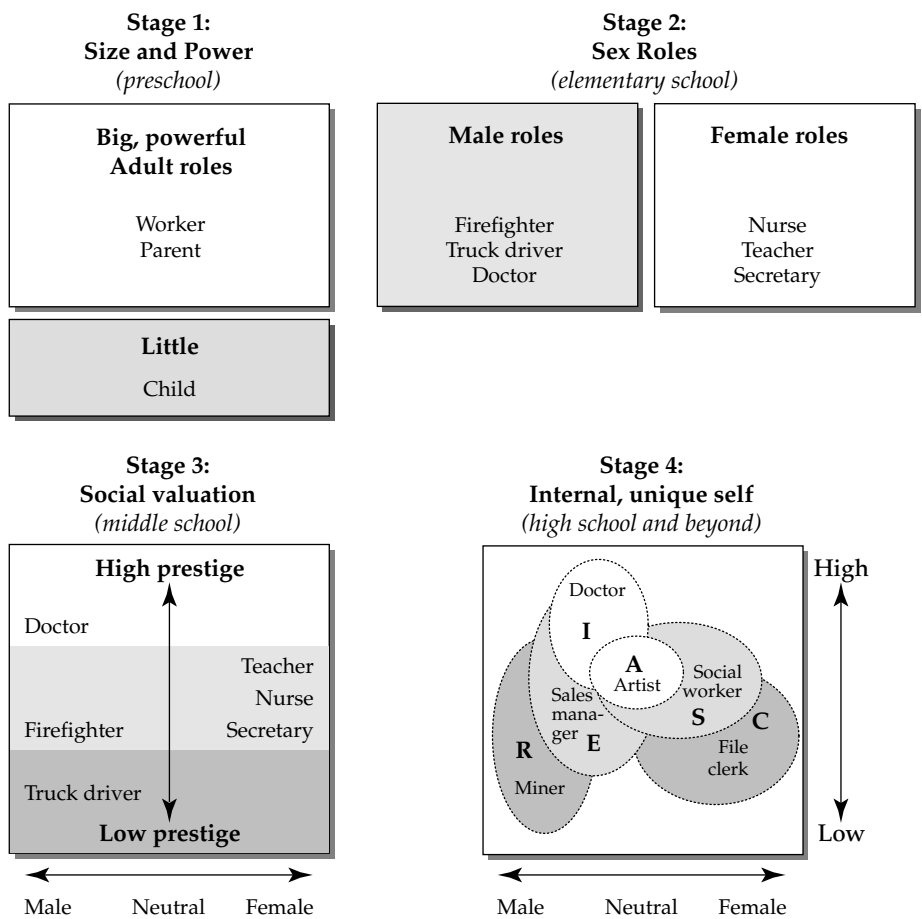 Stage 1:
Size and Power
(preschool)
Big, powerful
Adult roles
Worker
Parent
Little
Child
Stage 2:
Sex Roles
(elementary school)
Male roles
Firefighter
Truck driver
Doctor
Female roles
Nurse
Teacher
Secretary
Stage 3:
Social valuation
(middle school)
High prestige
Doctor
Teacher
Nurse
Firefighter
Secretary
Truck driver
Low prestige
Male
Neutral
Female
Stage 4:
Internal, unique self
(high school and beyond)
Doctor
I
A
Artist
Social
worker
S
Sales
mana-
ger
E
R
Miner
C
File
clerk
High
Low
Male
Neutral
Female